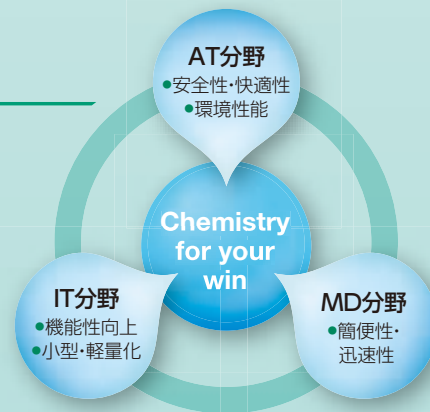 AT分野
●安全性・快適性
●環境性能
Chemistry
for your
win
IT分野
●機能性向上
●小型・軽量化
MD分野
●簡便性・
迅速性